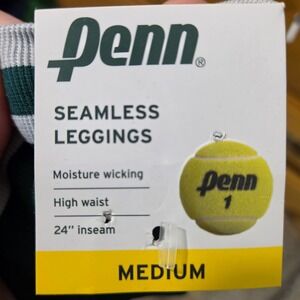 Penn®
SEAMLESS
LEGGINGS
Moisture wicking
High waist
24" inseam
Penn
1
MEDIUM